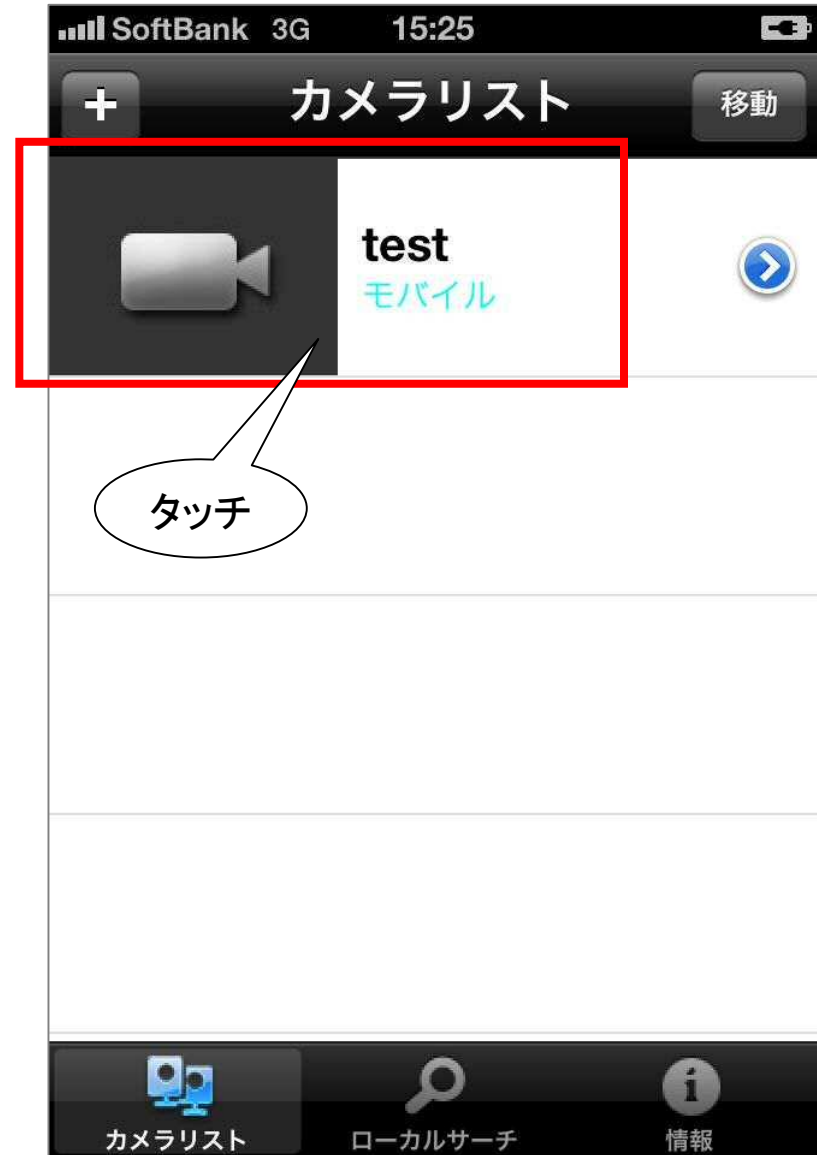 SoftBank 3G 15:25
+ カメラリスト 移動
test
モバイル
タッチ
カメラリスト ローカルサーチ 情報